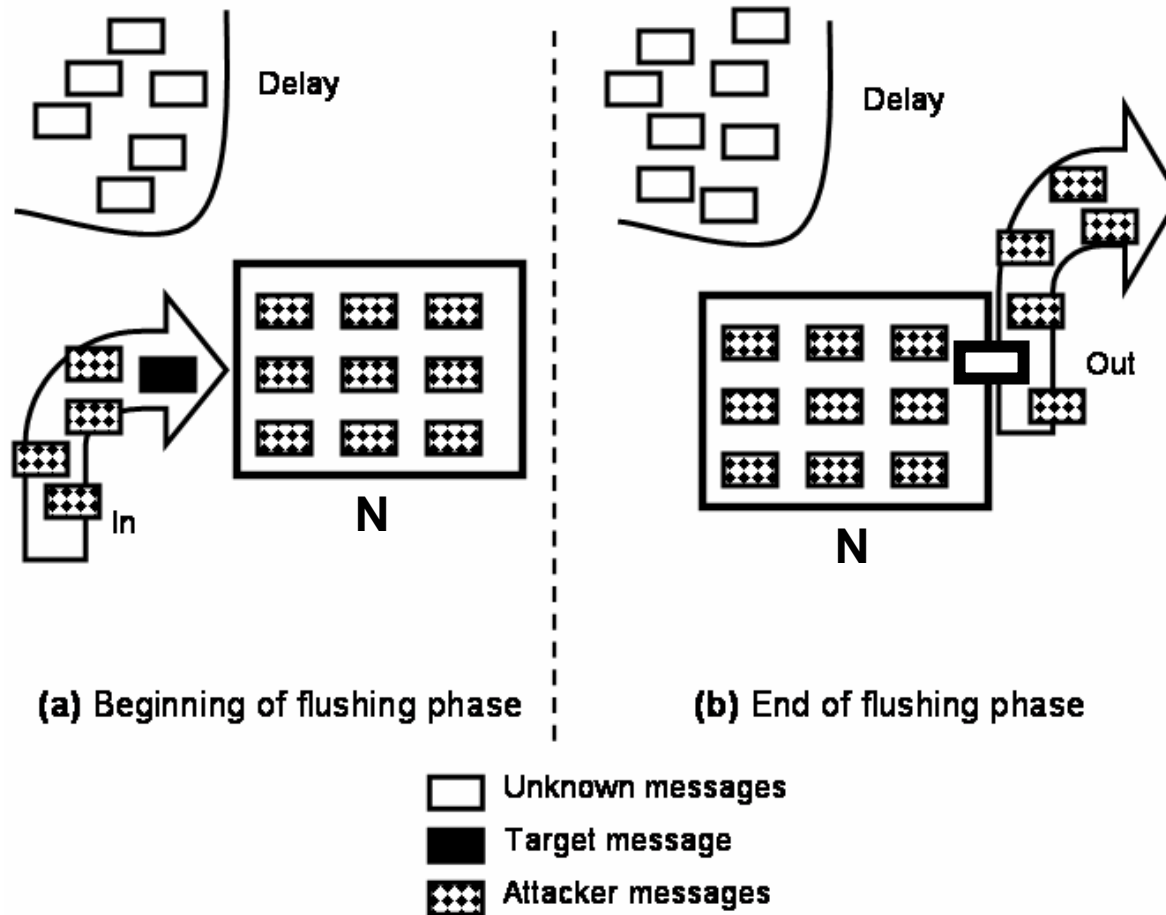 Delay
In
N
(a) Beginning of flushing phase
Delay
Out
N
(b) End of flushing phase
Unknown messages
Target message
Attacker messages